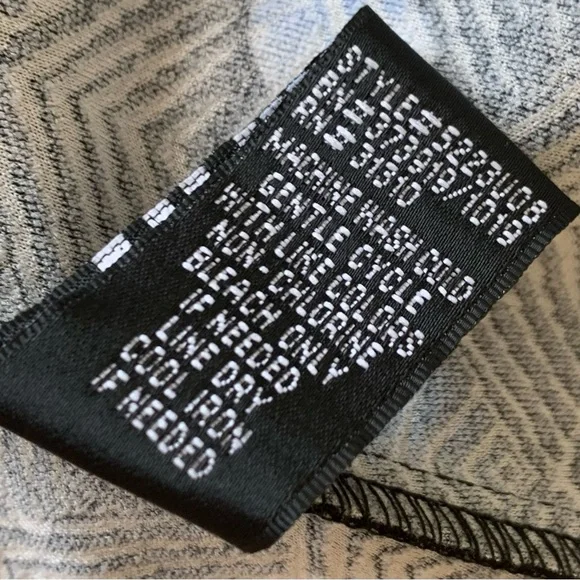 STYLE#
RN #
MACHINE WASH COLD
GENTLE CYCLE
WITH LIKE COLORS
NON-CHLORINE
BLEACH ONLY
IF NEEDED
LINE DRY
COOL IRON
IF NEEDED